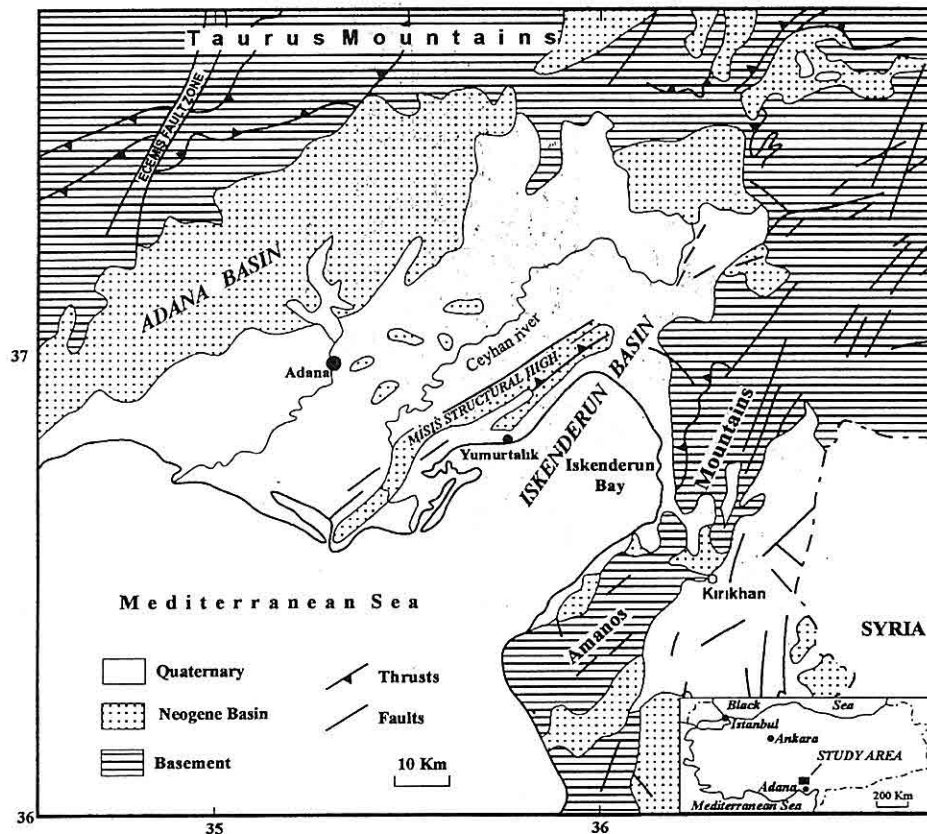 Taurus Mountains
ECEMIS FAULT ZONE
ADANA BASIN
37
Adana
Ceyhan river
MİSİS STRUCTURAL HIGH
ISKENDERUN BASIN
Yumurtalık
Iskenderun
Bay
Amanos Mountains
Kırıkhan
Mediterranean Sea
SYRIA
Quaternary
Neogene Basin
Basement
Thrusts
Faults
10 Km
Black Sea
Istanbul
Ankara
STUDY AREA
Adana
Mediterranean Sea
200 Km
36
35
36